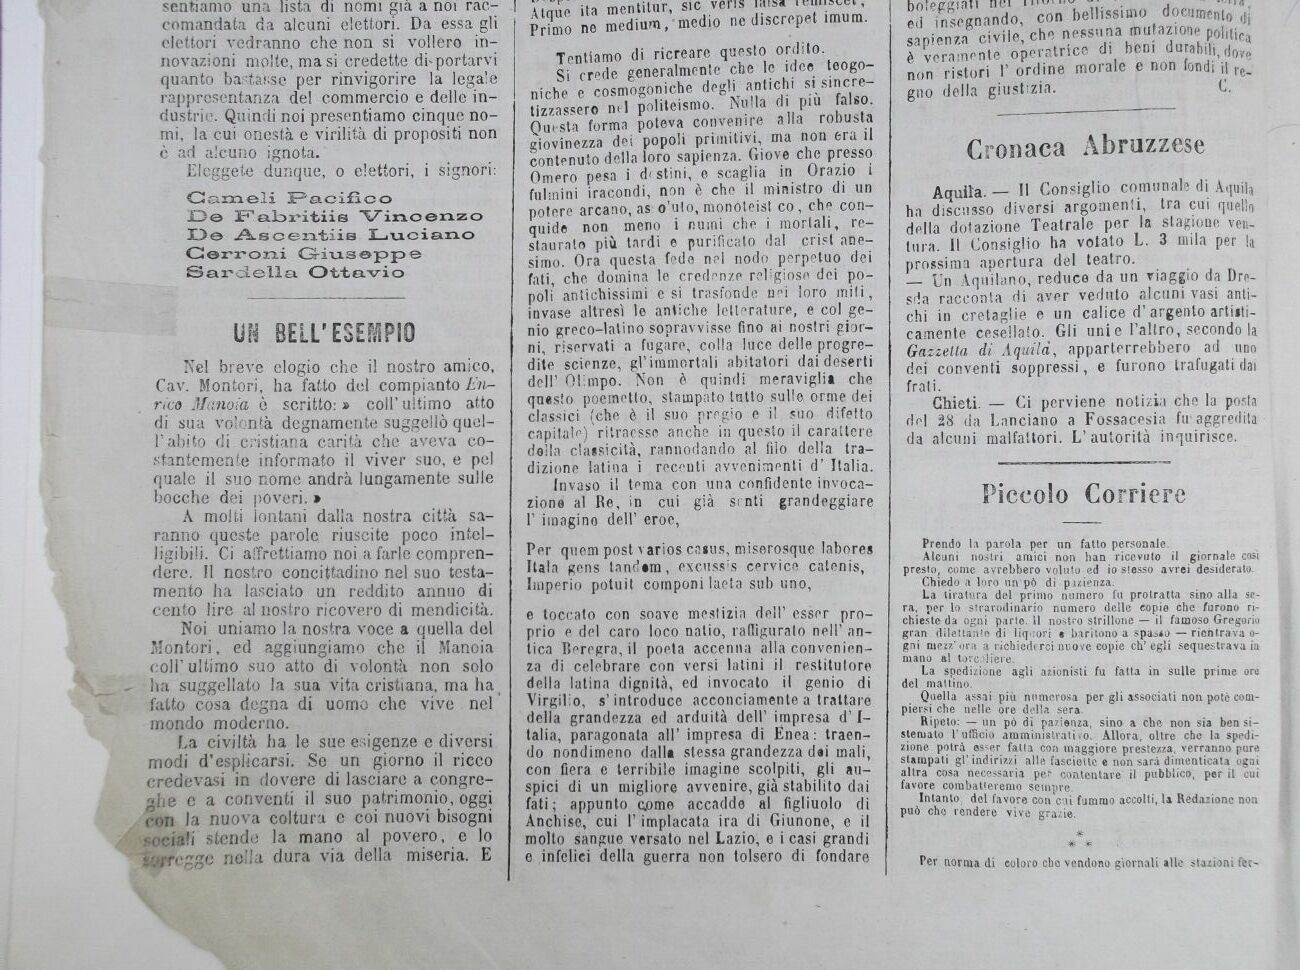 sentiamo una lista di nomi già a noi rac-
comandata da alcuni elettori. Da essa gli
elettori vedranno che non si vollero in-
novazioni molte, ma si credette di portarvi
quanto bastasse per rinvigorire la legale
rappresentanza del commercio e delle in-
dustrie. Quindi noi presentiamo cinque no-
mi, la cui onestà e virilità di propositi non
è ad alcuno ignota.
Eleggete dunque, o elettori, i signori:
Cameli Pacifico
De Fabritiis Vincenzo
De Ascentiis Luciano
Cerroni Giuseppe
Sardella Ottavio
UN BELL'ESEMPIO
Nel breve elogio che il nostro amico,
Cav. Montori, ha fatto del compianto En-
rico Manoia è scritto: » coll'ultimo atto
di sua volontà degnamente suggellò quel-
l'abito di cristiana carità che aveva co-
stantemente informato il viver suo, e pel
quale il suo nome andrà lungamente sulle
bocche dei poveri. »
A molti lontani dalla nostra città sa-
ranno queste parole riuscite poco intel-
ligibili. Ci affrettiamo noi a farle compren-
dere. Il nostro concittadino nel suo testa-
mento ha lasciato un reddito annuo di
cento lire al nostro ricovero di mendicità.
Noi uniamo la nostra voce a quella del
Montori, ed aggiungiamo che il Manoia
coll'ultimo suo atto di volontà non solo
ha suggellato la sua vita cristiana, ma ha
fatto cosa degna di uomo che vive nel
mondo moderno.
La civiltà ha le sue esigenze e diversi
modi d'esplicarsi. Se un giorno il ricco
credevasi in dovere di lasciare a congre-
ghe e a conventi il suo patrimonio, oggi
con la nuova coltura e coi nuovi bisogni
sociali stende la mano al povero, e lo
sorregge nella dura via della miseria. E
Atque ita mentitur, sic veris falsa remiscet,
Primo ne medium, medio ne discrepet imum.
Tentiamo di ricreare questo ordito.
Si crede generalmente che le idee teogo-
niche e cosmogoniche degli antichi si sincre-
tizzassero nel politeismo. Nulla di più falso.
Questa forma poteva convenire alla robusta
giovinezza dei popoli primitivi, ma non era il
contenuto della loro sapienza. Giove che presso
Omero pesa i destini, e scaglia in Orazio i
fulmini iracondi, non è che il ministro di un
potere arcano, assoluto, monoteistico, che con-
quide non meno i numi che i mortali, re-
staurato più tardi e purificato dal cristiane-
simo. Ora questa fede nel nodo perpetuo dei
fati, che domina le credenze religiose dei po-
poli antichissimi e si trasfonde nei loro miti,
invase altresì le antiche letterature, e col ge-
nio greco-latino sopravvisse fino ai nostri gior-
ni, riservati a fugare, colla luce delle progre-
dite scienze, gl'immortali abitatori dai deserti
dell'Olimpo. Non è quindi meraviglia che
questo poemetto, stampato tutto sulle orme dei
classici (che è il suo pregio e il suo difetto
capitale) ritraesse anche in questo il carattere
della classicità, rannodando al filo della tra-
dizione latina i recenti avvenimenti d'Italia.
Invaso il tema con una confidente invoca-
zione al Re, in cui già senti grandeggiare
l'imagine dell'eroe,
Per quem post varios casus, miserosque labores
Itala gens tandem, excussis cervice catenis,
Imperio potuit componi laeta sub uno,
e toccato con soave mestizia dell'esser pro-
prio e del caro loco natio, raffigurato nell'an-
tica Beregra, il poeta accenna alla convenien-
za di celebrare con versi latini il restitutore
della latina dignità, ed invocato il genio di
Virgilio, s'introduce acconciamente a trattare
della grandezza ed arduità dell'impresa d'I-
talia, paragonata all'impresa di Enea: traen-
do nondimeno dalla stessa grandezza dei mali,
con fiera e terribile imagine scolpiti, gli au-
spici di un migliore avvenire, già stabilito dai
fati; appunto come accadde al figliuolo di
Anchise, cui l'implacata ira di Giunone, e il
molto sangue versato nel Lazio, e i casi grandi
e infelici della guerra non tolsero di fondare
ed insegnando, con bellissimo documento di
sapienza civile, che nessuna mutazione politica
è veramente operatrice di beni durabili, dove
non ristori l'ordine morale e non fondi il re-
gno della giustizia. C.
Cronaca Abruzzese
Aquila. — Il Consiglio comunale di Aquila
ha discusso diversi argomenti, tra cui quello
della dotazione Teatrale per la stagione ven-
tura. Il Consiglio ha votato L. 3 mila per la
prossima apertura del teatro.
— Un Aquilano, reduce da un viaggio da Dre-
sda racconta di aver veduto alcuni vasi anti-
chi in cretaglie e un calice d'argento artisti-
camente cesellato. Gli uni e l'altro, secondo la
Gazzetta di Aquila, apparterrebbero ad uno
dei conventi soppressi, e furono trafugati dai
frati.
Chieti. — Ci perviene notizia che la posta
del 28 da Lanciano a Fossacesia fu aggredita
da alcuni malfattori. L'autorità inquirisce.
Piccolo Corriere
Prendo la parola per un fatto personale.
Alcuni nostri amici non han ricevuto il giornale così
presto, come avrebbero voluto ed io stesso avrei desiderato.
Chiedo a loro un pò di pazienza.
La tiratura del primo numero fu protratta sino alla se-
ra, per lo strarodinario numero delle copie che furono ri-
chieste da ogni parte. il nostro strillone — il famoso Gregorio
gran dilettante di liquori e baritono a spasso — rientrava o-
gni mezz'ora a richiederci nuove copie ch'egli sequestrava in
mano al torcoliere.
La spedizione agli azionisti fu fatta in sulle prime ore
del mattino.
Quella assai più numerosa per gli associati non potè com-
piersi che nelle ore della sera.
Ripeto: — un pò di pazienza, sino a che non sia ben si-
stemato l'ufficio amministrativo. Allora, oltre che la spedi-
zione potrà esser fatta con maggiore prestezza, verranno pure
stampati gl'indirizzi alle fasciette e non sarà dimenticata ogni
altra cosa necessaria per contentare il pubblico, per il cui
favore combatteremo sempre.
Intanto, del favore con cui fummo accolti, la Redazione non
può che rendere vive grazie.
* * *
Per norma di coloro che vendono giornali alle stazioni fer-